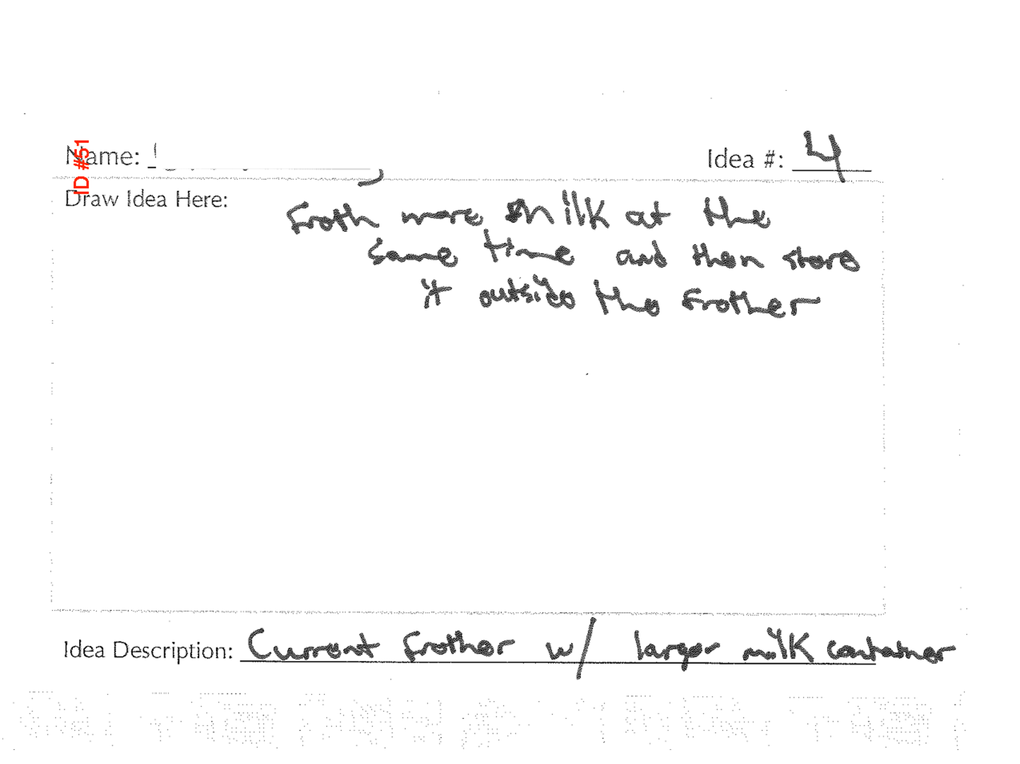 Name:
Idea #: 4
ID #51
Draw Idea Here:
Froth more milk at the
same time and then store
it outside the frother
Idea Description: Current frother w/ larger milk container